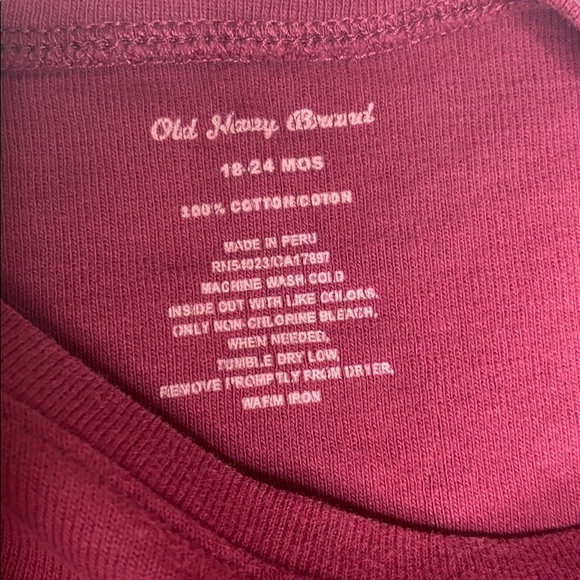 Old Navy Brand
18-24 MOS
100% COTTON/COTON
MADE IN PERU
RN54023/CA17897
MACHINE WASH COLD
INSIDE OUT WITH LIKE COLORS.
ONLY NON-CHLORINE BLEACH,
WHEN NEEDED.
TUMBLE DRY LOW.
REMOVE PROMPTLY FROM DRYER.
WARM IRON